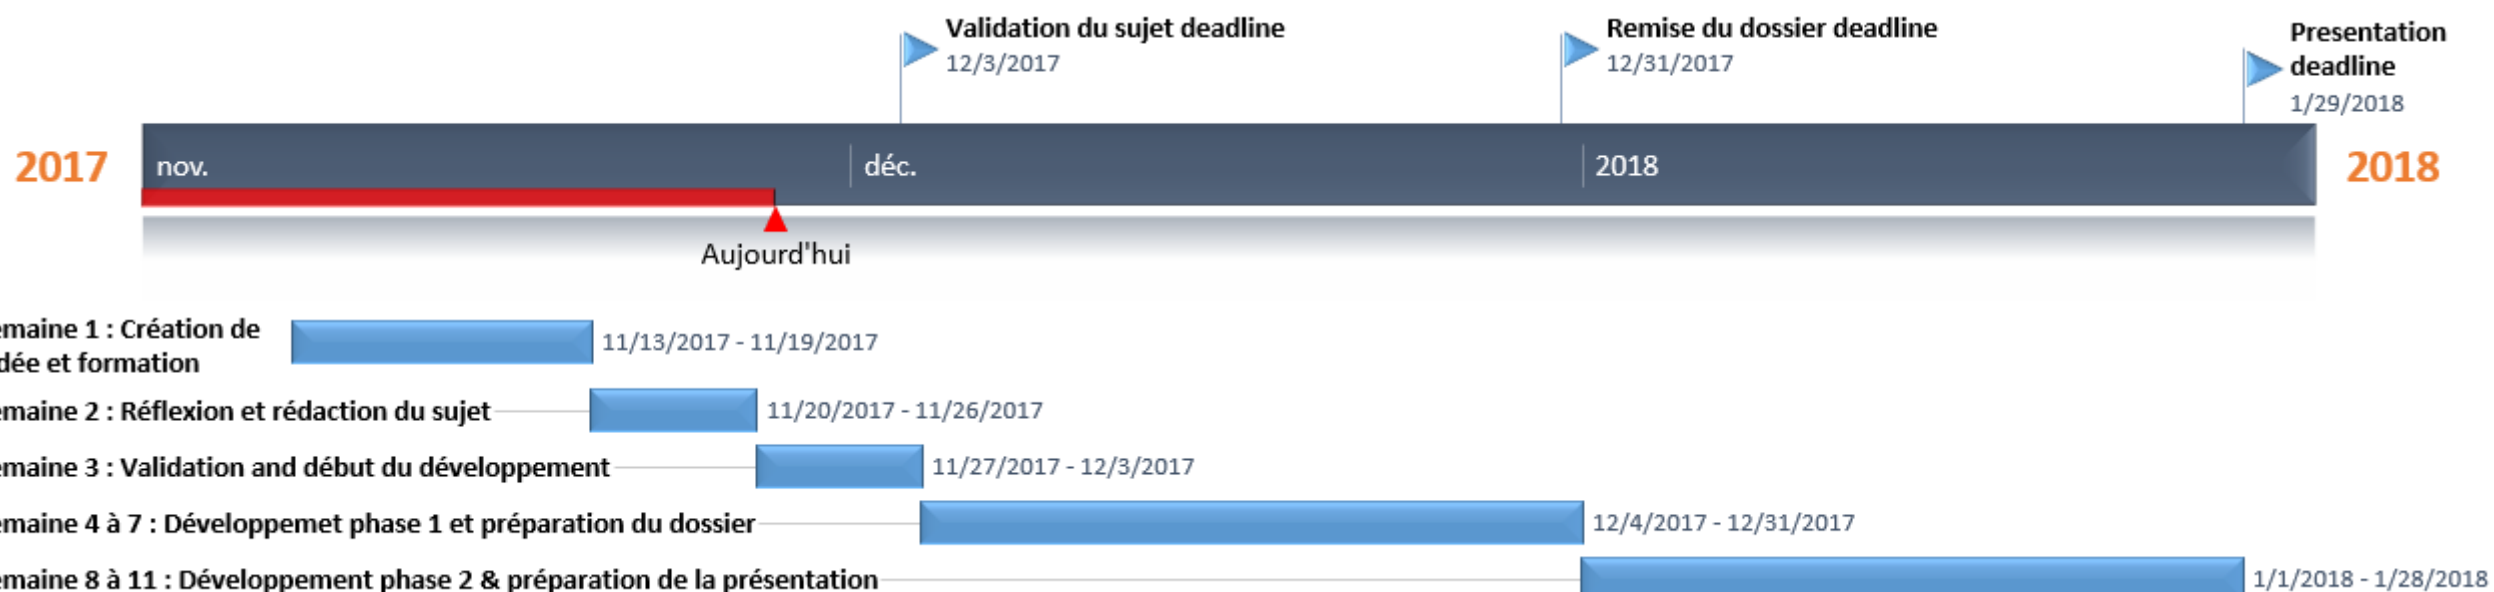 Validation du sujet deadline
12/3/2017
Remise du dossier deadline
12/31/2017
Presentation
deadline
1/29/2018
2017
nov.
déc.
2018
2018
Aujourd'hui
emaine 1 : Création de
dée et formation
11/13/2017 - 11/19/2017
emaine 2 : Réflexion et rédaction du sujet
11/20/2017 - 11/26/2017
emaine 3 : Validation and début du développement
11/27/2017 - 12/3/2017
emaine 4 à 7 : Développemet phase 1 et préparation du dossier
12/4/2017 - 12/31/2017
emaine 8 à 11 : Développement phase 2 & préparation de la présentation
1/1/2018 - 1/28/2018